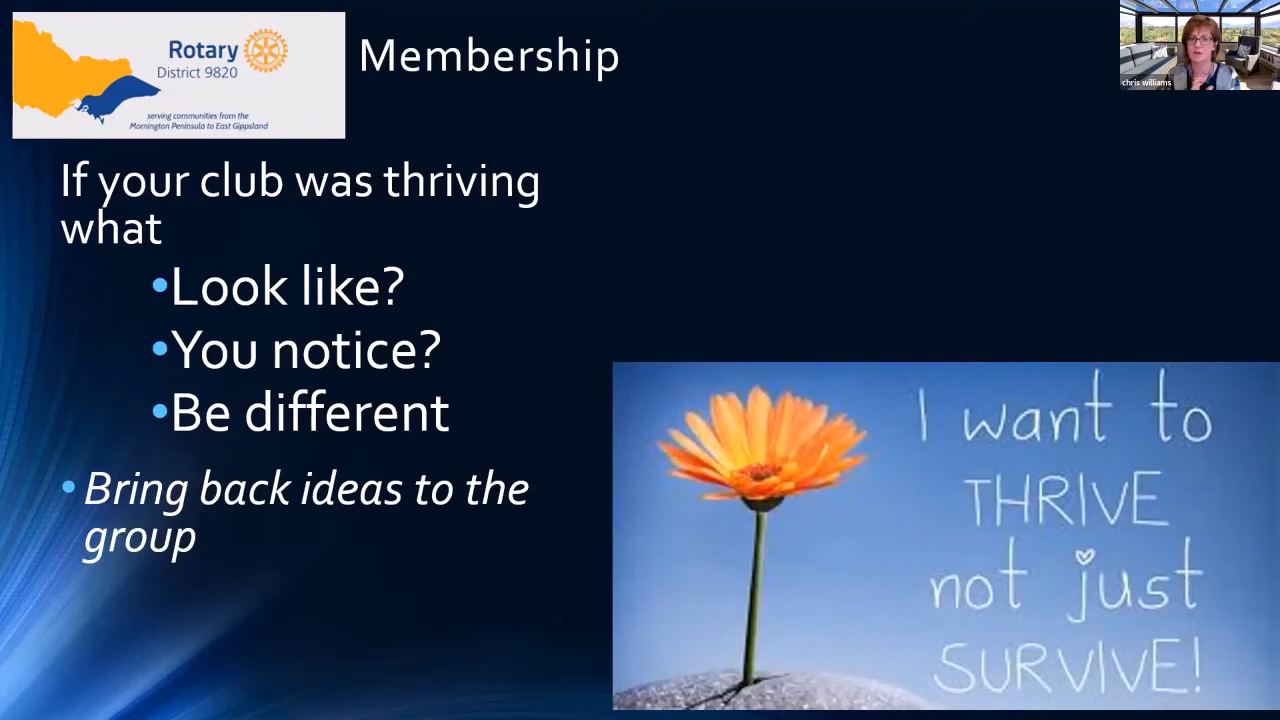 Rotary
District 9820
serving communities from the
Mornington Peninsula to East Gippsland
Membership
chris williams
If your club was thriving
what
•Look like?
•You notice?
•Be different
• Bring back ideas to the
group
I want to
THRIVE
not just
SURVIVE!